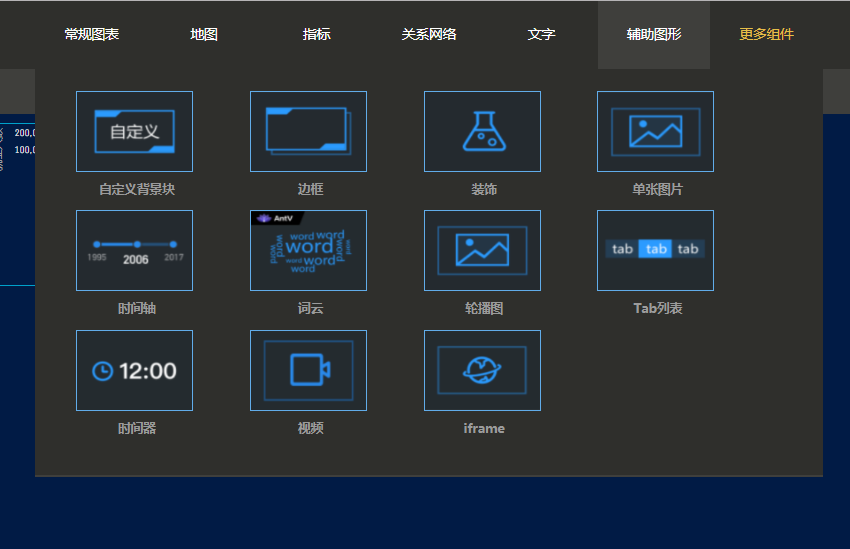 常规图表 地图 指标 关系网络 文字 辅助图形 更多组件
200,0
100,0
自定义
自定义背景块 边框 装饰 单张图片
1995 2006 2017
AntV
word word
word word word
word word word
word word
word
tab tab tab
时间轴 词云 轮播图 Tab列表
12:00
时间器 视频 iframe